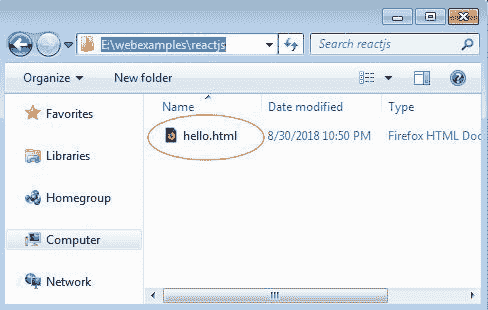 E:\webexamples\reactjs
Search reactjs
Organize
New folder
Name
Date modified
Type
Favorites
Libraries
Homegroup
Computer
Network
hello.html
8/30/2018 10:50 PM
Firefox HTML Doc